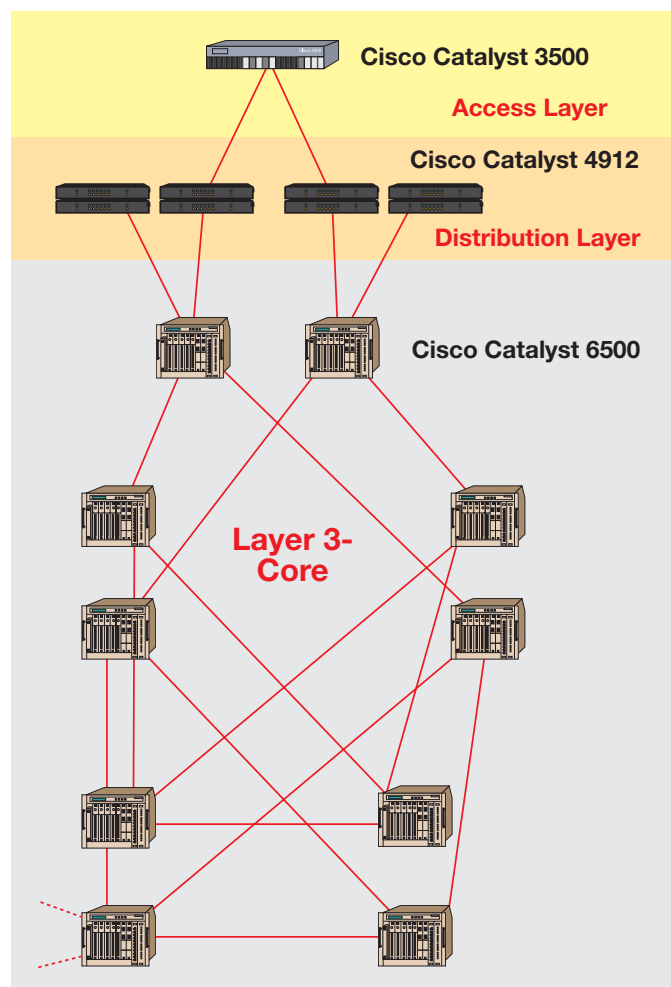 Cisco Catalyst 3500
Access Layer
Cisco Catalyst 4912
Distribution Layer
Cisco Catalyst 6500
Layer 3-
Core